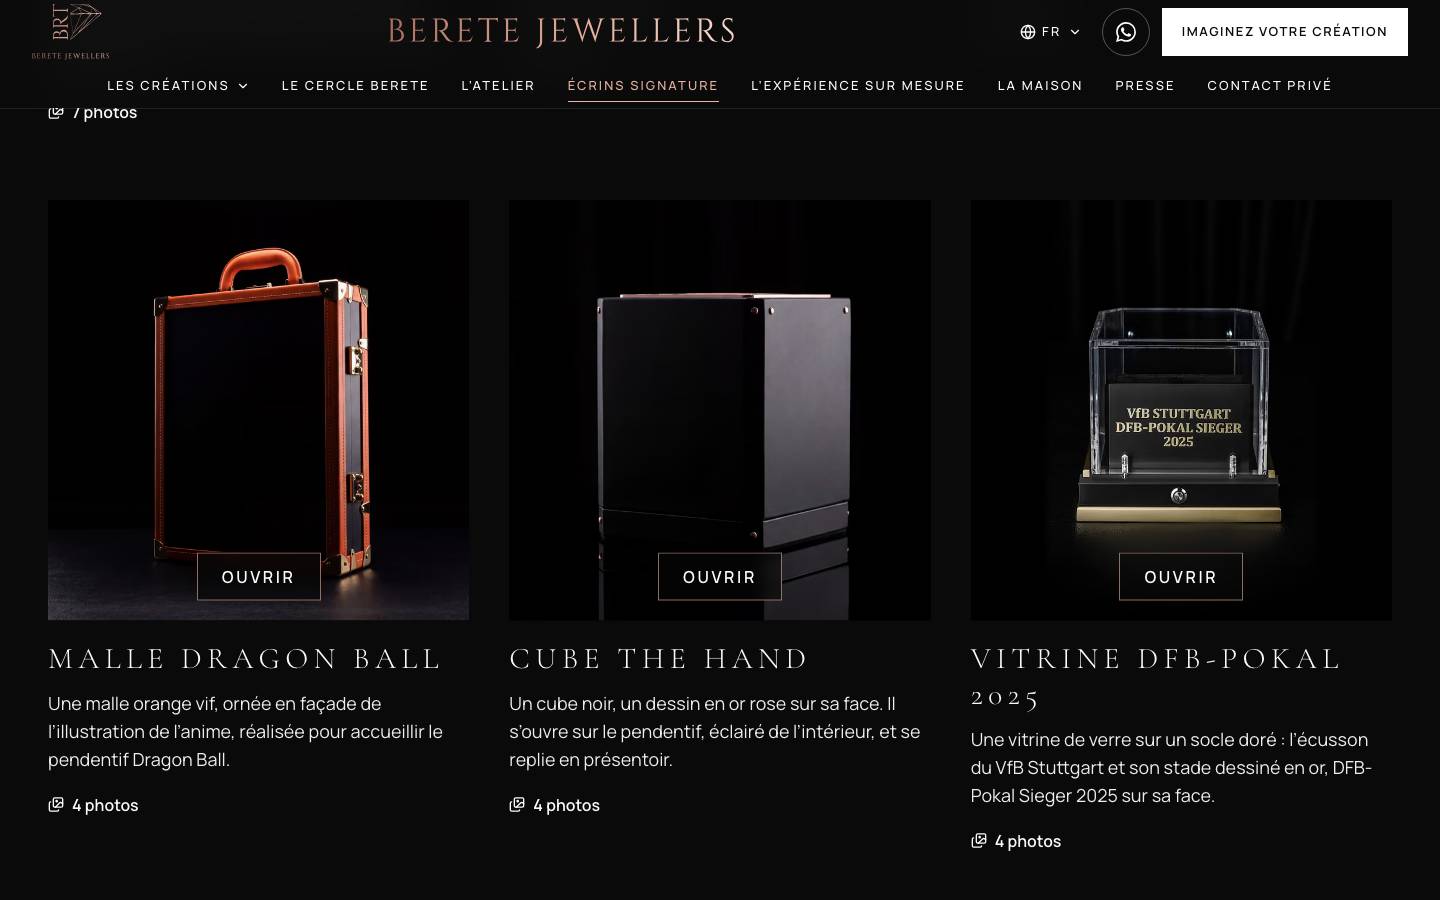 BRT
BERETE JEWELLERS
BERETE JEWELLERS
FR
IMAGINEZ VOTRE CRÉATION
LES CRÉATIONS
LE CERCLE BERETE
L'ATELIER
ÉCRINS SIGNATURE
L'EXPÉRIENCE SUR MESURE
LA MAISON
PRESSE
CONTACT PRIVÉ
7 photos
OUVRIR
MALLE DRAGON BALL
Une malle orange vif, ornée en façade de
l’illustration de l’anime, réalisée pour accueillir le
pendentif Dragon Ball.
4 photos
OUVRIR
CUBE THE HAND
Un cube noir, un dessin en or rose sur sa face. Il
s’ouvre sur le pendentif, éclairé de l’intérieur, et se
replie en présentoir.
4 photos
VfB STUTTGART
DFB-POKAL SIEGER
2025
OUVRIR
VITRINE DFB-POKAL
2025
Une vitrine de verre sur un socle doré : l’écusson
du VfB Stuttgart et son stade dessiné en or, DFB-
Pokal Sieger 2025 sur sa face.
4 photos